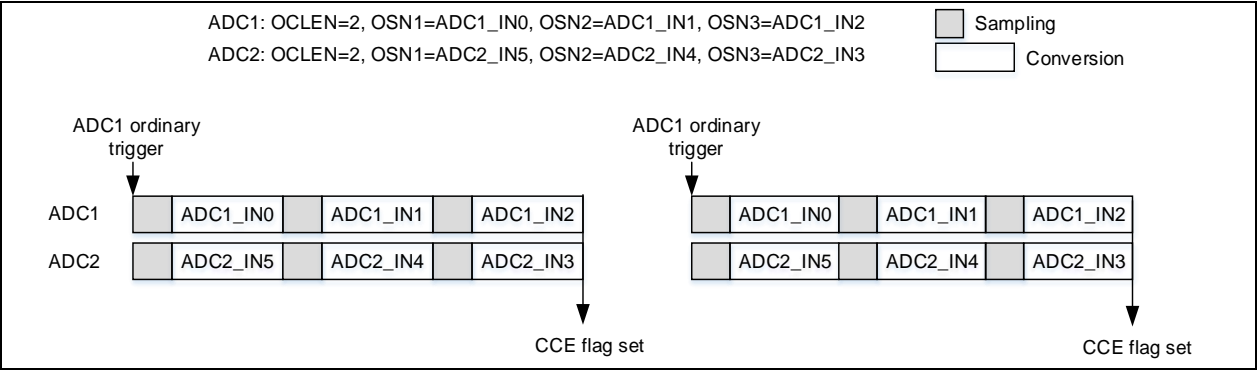 ADC1: OCLEN=2, OSN1=ADC1_IN0, OSN2=ADC1_IN1, OSN3=ADC1_IN2
Sampling
ADC2: OCLEN=2, OSN1=ADC2_IN5, OSN2=ADC2_IN4, OSN3=ADC2_IN3
Conversion
ADC1 ordinary
trigger
ADC1 ordinary
trigger
ADC1 ADC1_IN0 ADC1_IN1 ADC1_IN2 ADC1_IN0 ADC1_IN1 ADC1_IN2
ADC2 ADC2_IN5 ADC2_IN4 ADC2_IN3 ADC2_IN5 ADC2_IN4 ADC2_IN3
CCE flag set
CCE flag set